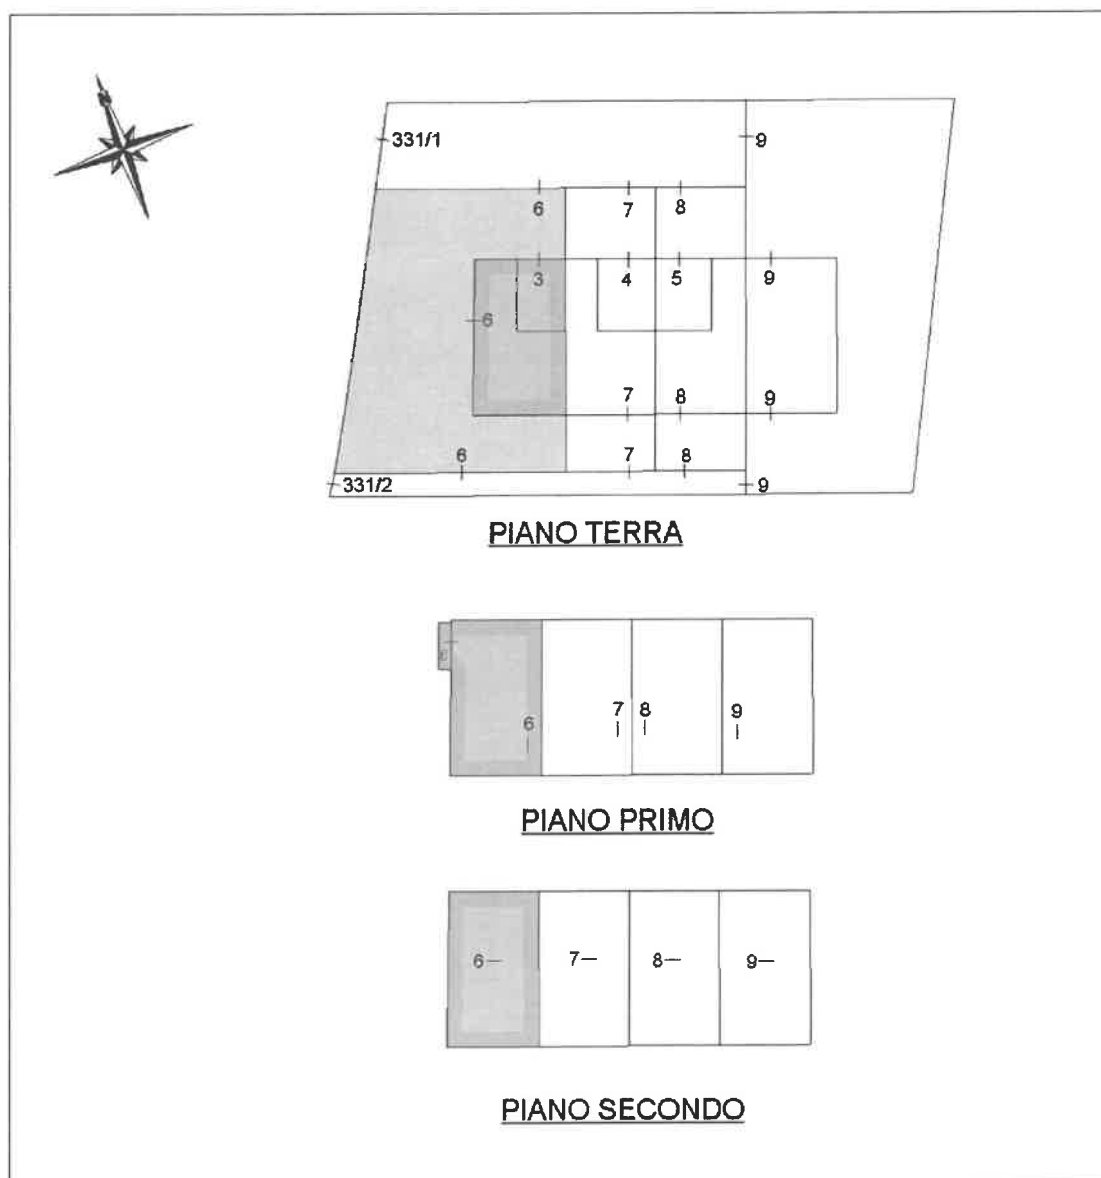 N
331/1 9
6 7 8
3 4 5 9
6
7 8 9
6 7 8
331/2 9
PIANO TERRA
6
6 7 8 9
PIANO PRIMO
6 7 8 9
PIANO SECONDO